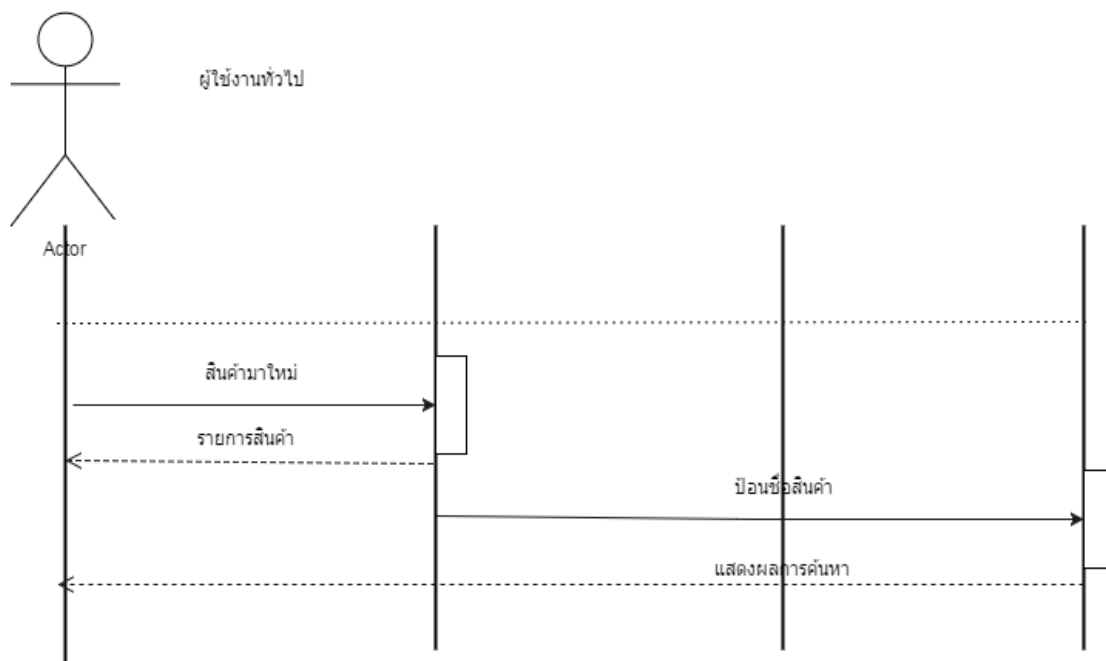 ผู้ใช้งานทั่วไป
Actor
สินค้ามาใหม่
รายการสินค้า
ป้อนชื่อสินค้า
แสดงผลการค้นหา